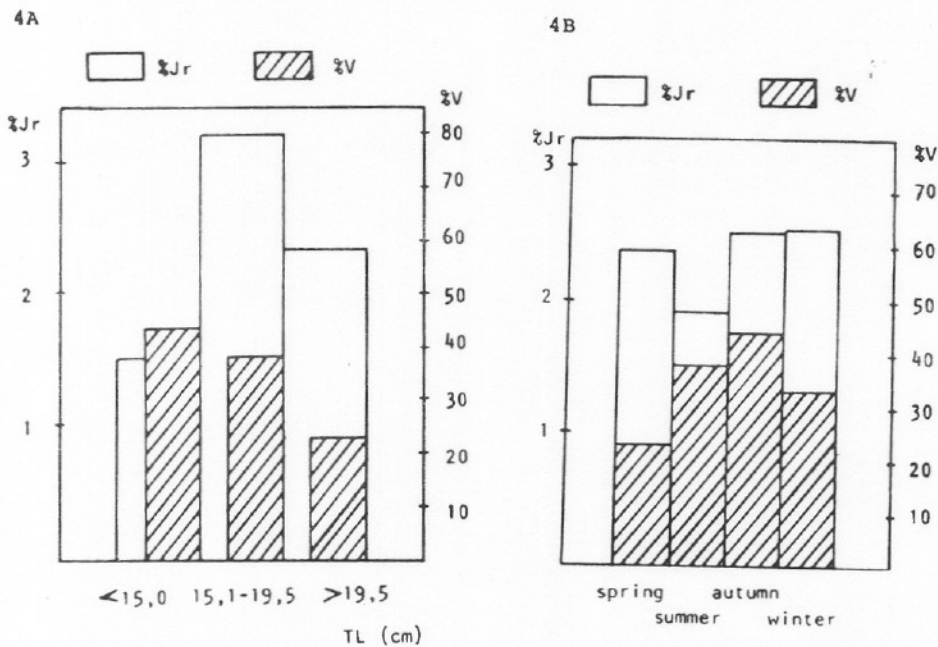 4A
%Jr %V
%Jr
3
2
1
%V
80
70
60
50
40
30
20
10
<15,0 15,1-19,5 >19,5
TL (cm)
4B
%Jr %V
%Jr
3
2
1
%V
70
60
50
40
30
20
10
spring autumn
summer winter